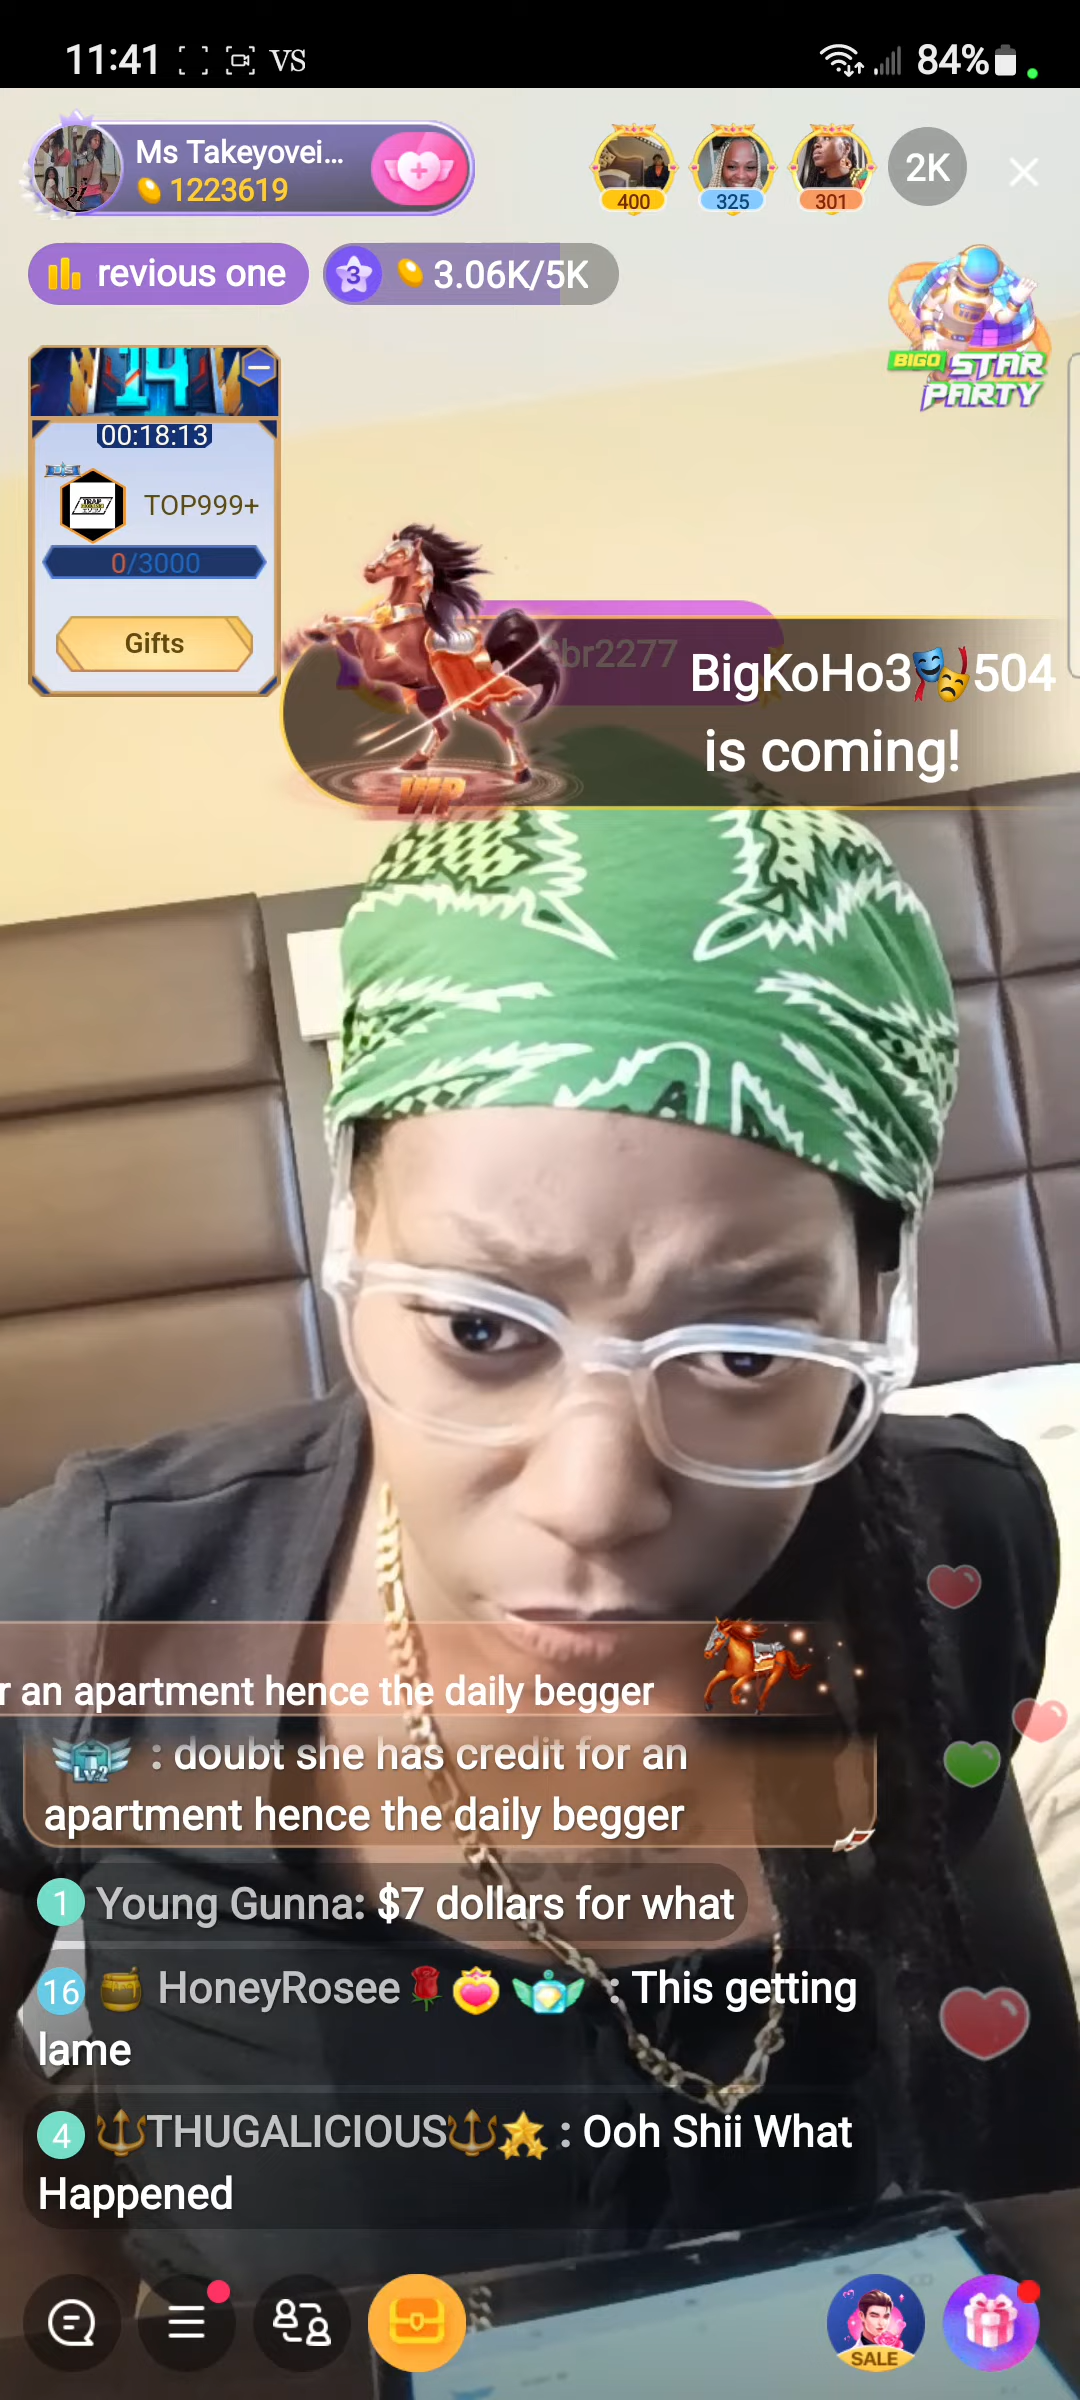 11:41 VS 84%
Ms Takeyovei...
1223619
400 325 301 2K
revious one 3 3.06K/5K
BIGO STAR
PARTY
14
00:18:13
TOP999+
0/3000
Gifts
br2277
BigKoHo3🎭504
is coming!
VIP
r an apartment hence the daily begger
Lv.2 : doubt she has credit for an
apartment hence the daily begger
1 Young Gunna: $7 dollars for what
16 🍯 HoneyRosee🌹 : This getting
lame
4 🔱THUGALICIOUS🔱 : Ooh Shii What
Happened
SALE